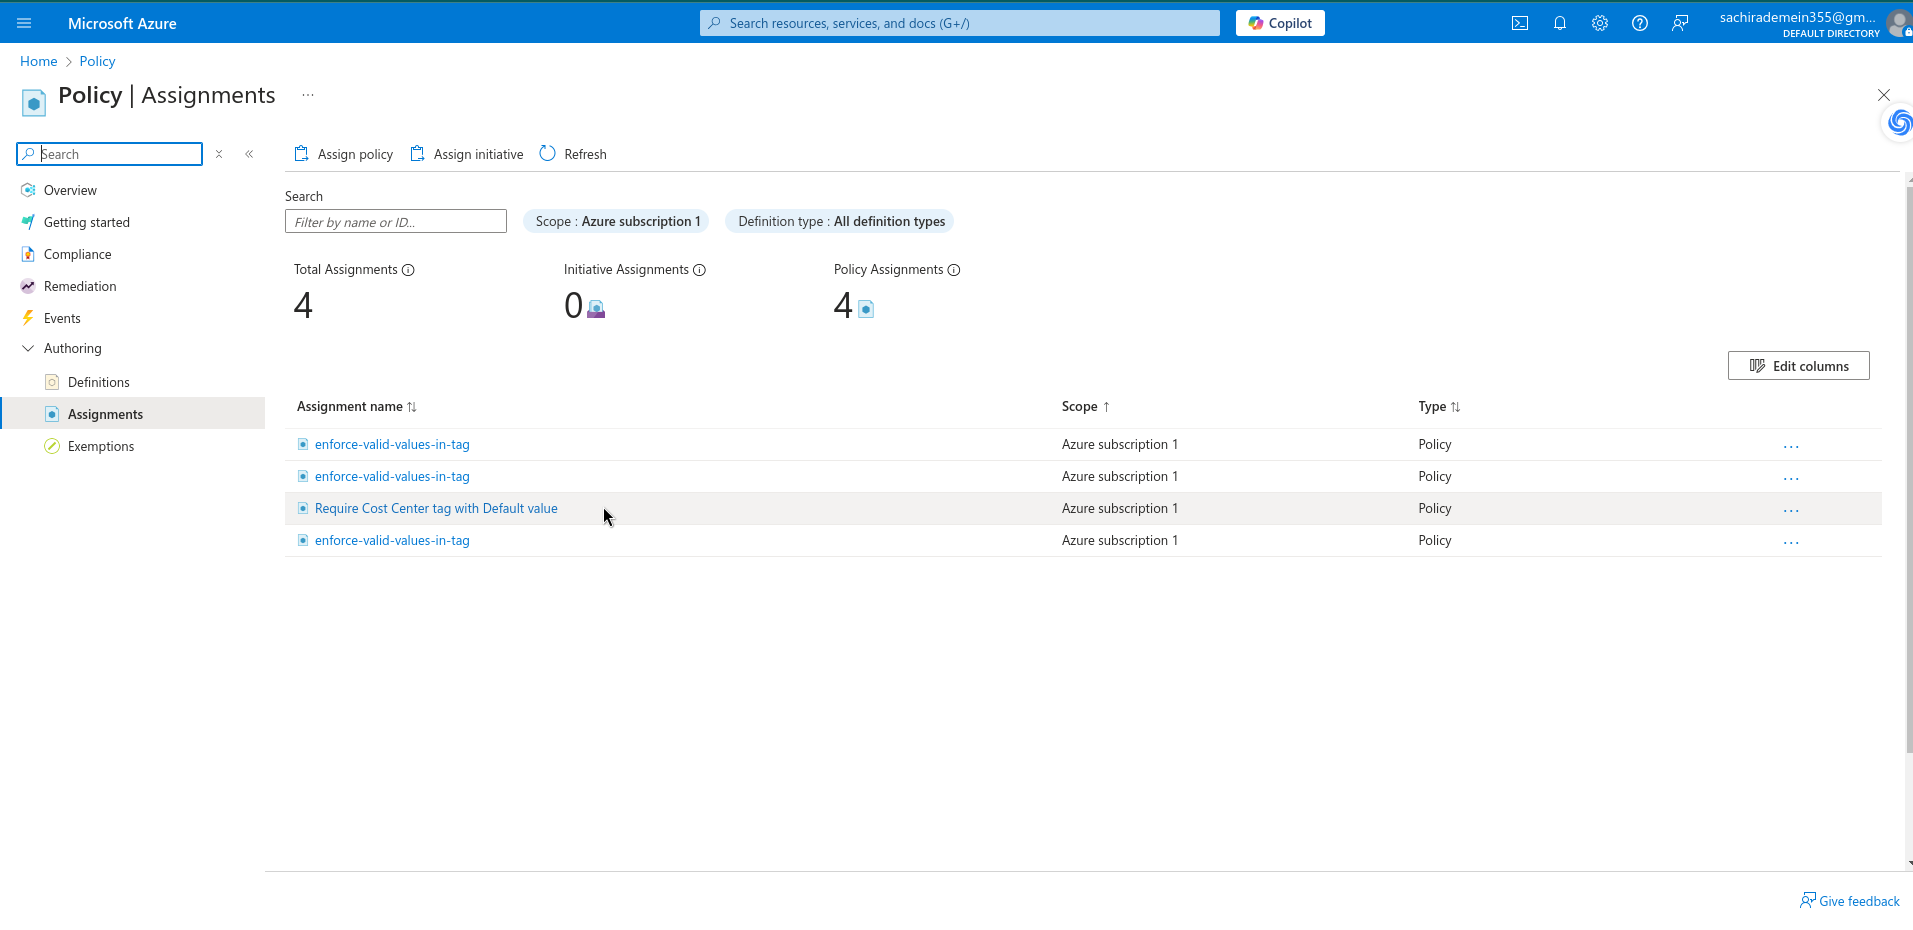 Microsoft Azure
Search resources, services, and docs (G+/)
Copilot
sachirademein355@gm...
DEFAULT DIRECTORY
Home > Policy
Policy | Assignments ...
Search
Assign policy
Assign initiative
Refresh
Overview
Getting started
Compliance
Remediation
Events
Authoring
Definitions
Assignments
Exemptions
Search
Filter by name or ID...
Scope : Azure subscription 1
Definition type : All definition types
Total Assignments
4
Initiative Assignments
0
Policy Assignments
4
Edit columns
Assignment name Scope Type
enforce-valid-values-in-tag Azure subscription 1 Policy ...
enforce-valid-values-in-tag Azure subscription 1 Policy ...
Require Cost Center tag with Default value Azure subscription 1 Policy ...
enforce-valid-values-in-tag Azure subscription 1 Policy ...
Give feedback